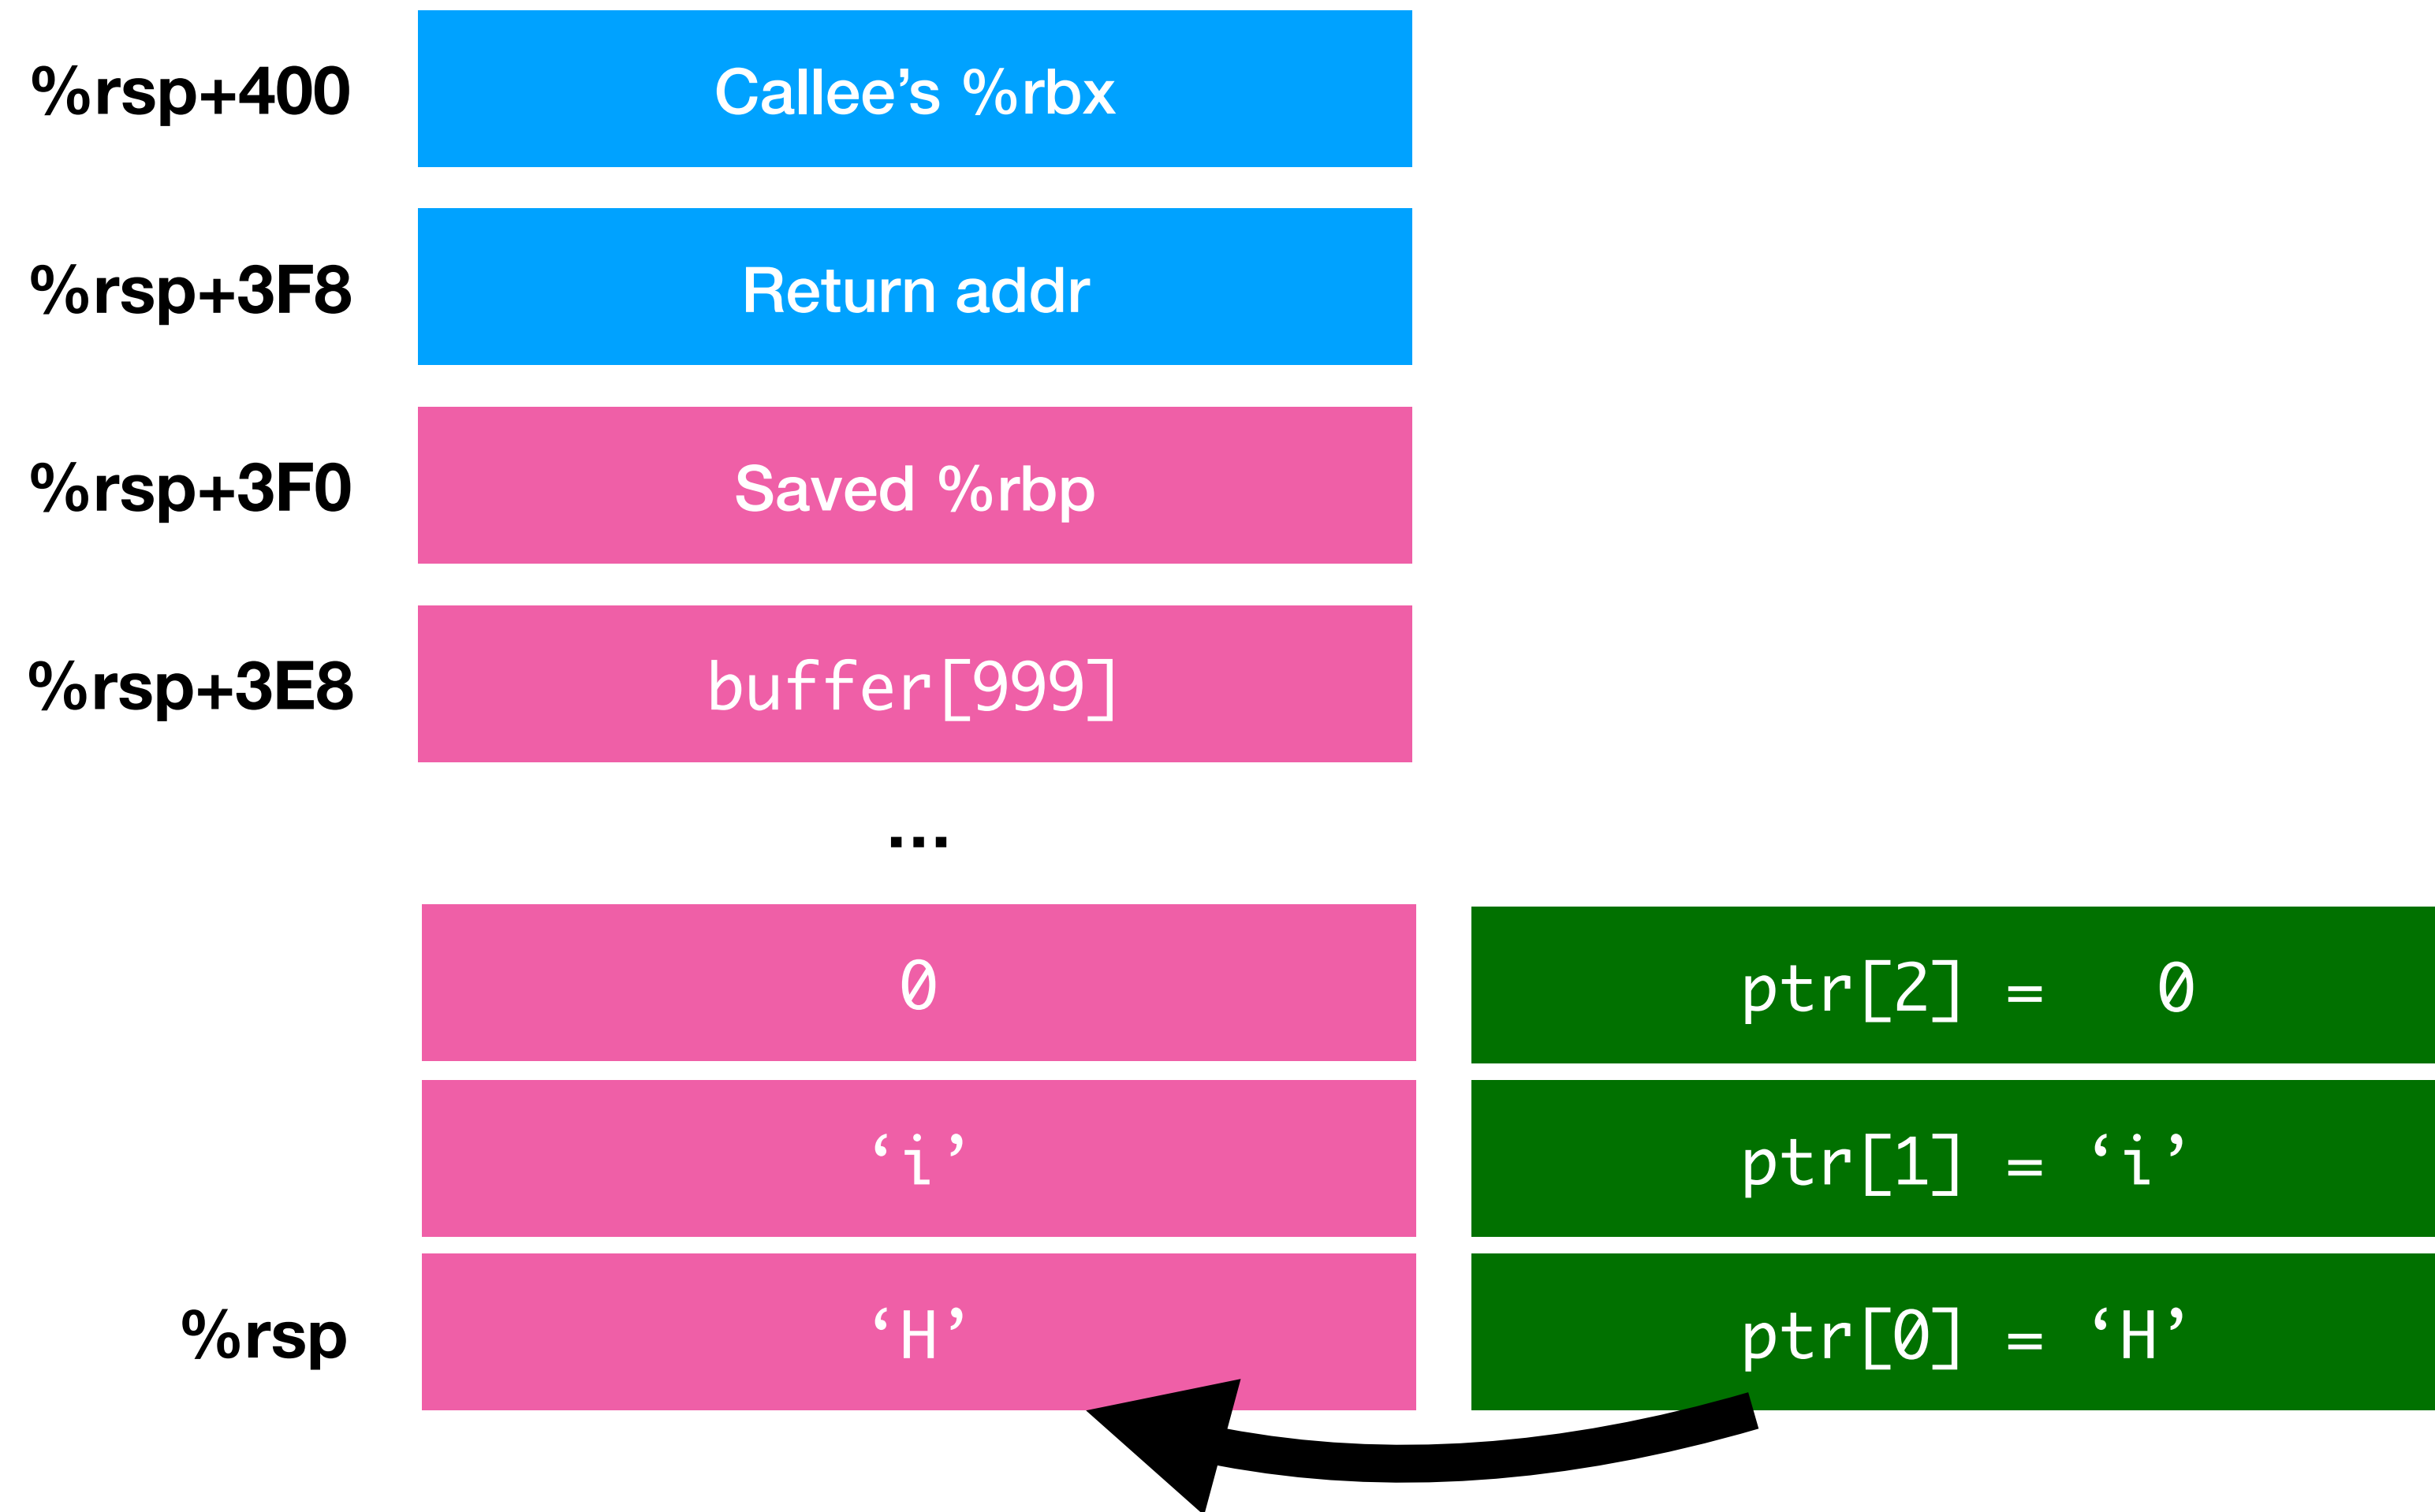 %rsp+400 Callee’s %rbx
%rsp+3F8 Return addr
%rsp+3F0 Saved %rbp
%rsp+3E8 buffer[999]
...
0 ptr[2] = 0
‘i’ ptr[1] = ‘i’
%rsp ‘H’ ptr[0] = ‘H’